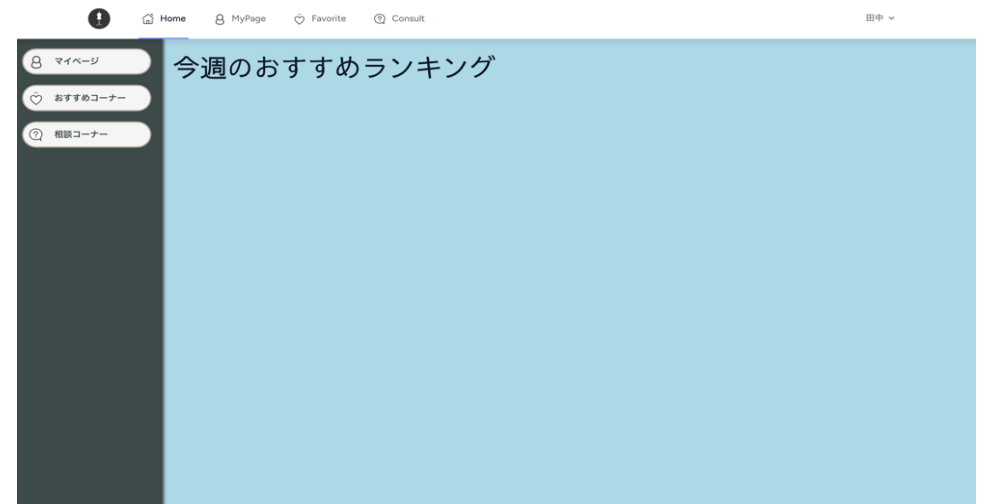 Home MyPage Favorite Consult 田中
マイページ
おすすめコーナー
相談コーナー
今週のおすすめランキング